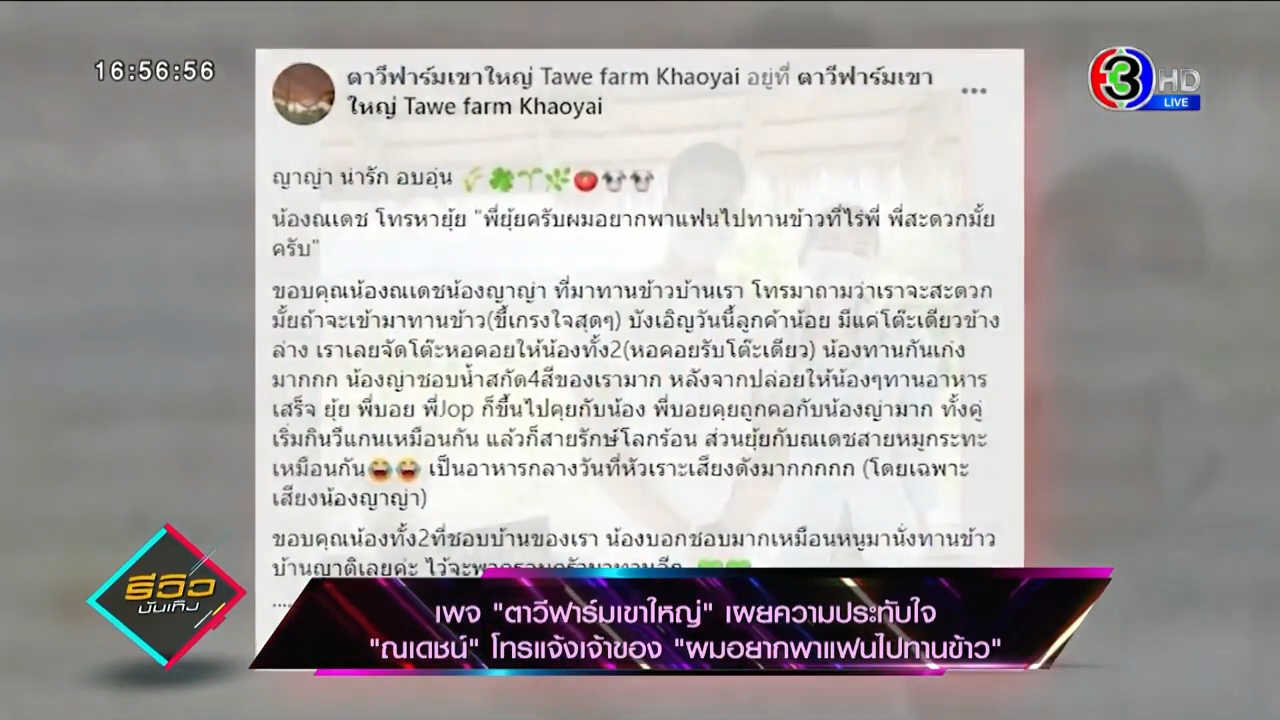 16:56:56
3 HD
LIVE
ตาวีฟาร์มเขาใหญ่ Tawe farm Khaoyai อยู่ที่ ตาวีฟาร์มเขา
ใหญ่ Tawe farm Khaoyai
ญาญ่า น่ารัก อบอุ่น
น้องณเดช โทรหายุ้ย "พี่ยุ้ยครับผมอยากพาแฟนไปทานข้าวที่ไร่พี่ พี่สะดวกมั้ย
ครับ"
ขอบคุณน้องณเดชน้องญาญ่า ที่มาทานข้าวบ้านเรา โทรมาถามว่าเราจะสะดวก
มั้ยถ้าจะเข้ามาทานข้าว(ขี้เกรงใจสุดๆ) บังเอิญวันนี้ลูกค้าน้อย มีแค่โต๊ะเดียวข้าง
ล่าง เราเลยจัดโต๊ะหอคอยให้น้องทั้ง2(หอคอยรับโต๊ะเดียว) น้องทานกันเก่ง
มากกก น้องญ่าชอบน้ำสกัด4สีของเรามาก หลังจากปล่อยให้น้องๆทานอาหาร
เสร็จ ยุ้ย พี่บอย พี่Jop ก็ขึ้นไปคุยกับน้อง พี่บอยคุยถูกคอกับน้องญ่ามาก ทั้งคู่
เริ่มกินวีแกนเหมือนกัน แล้วก็สายรักษ์โลกร้อน ส่วนยุ้ยกับณเดชสายหมูกระทะ
เหมือนกัน😆😆 เป็นอาหารกลางวันที่หัวเราะเสียงดังมากกกกก (โดยเฉพาะ
เสียงน้องญาญ่า)
ขอบคุณน้องทั้ง2ที่ชอบบ้านของเรา น้องบอกชอบมากเหมือนหนูมานั่งทานข้าว
บ้านญาติเลยค่ะ ไว้จะพาครอบครัวมาทานอีก
....
รีวิว
บันเทิง
เพจ "ตาวีฟาร์มเขาใหญ่" เผยความประทับใจ
"ณเดชน์" โทรแจ้งเจ้าของ "ผมอยากพาแฟนไปทานข้าว"